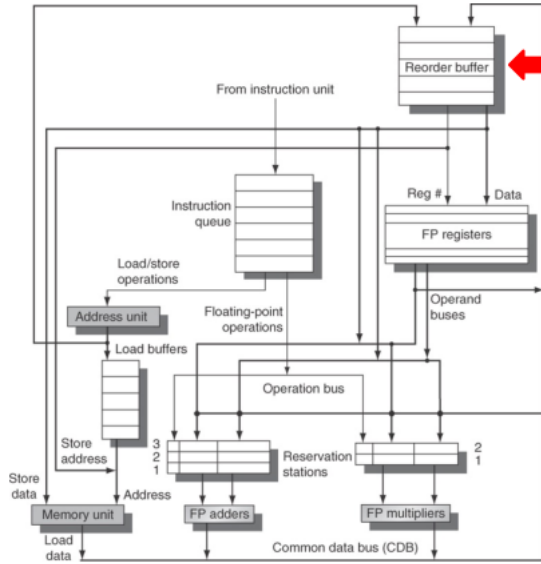 Reorder buffer
From instruction unit
Reg #
Data
Instruction
queue
FP registers
Load/store
operations
Operand
buses
Floating-point
operations
Address unit
Load buffers
Operation bus
Store
address
3
2
1
Reservation
stations
2
1
Store
data
Address
Memory unit
FP adders
FP multipliers
Load
data
Common data bus (CDB)